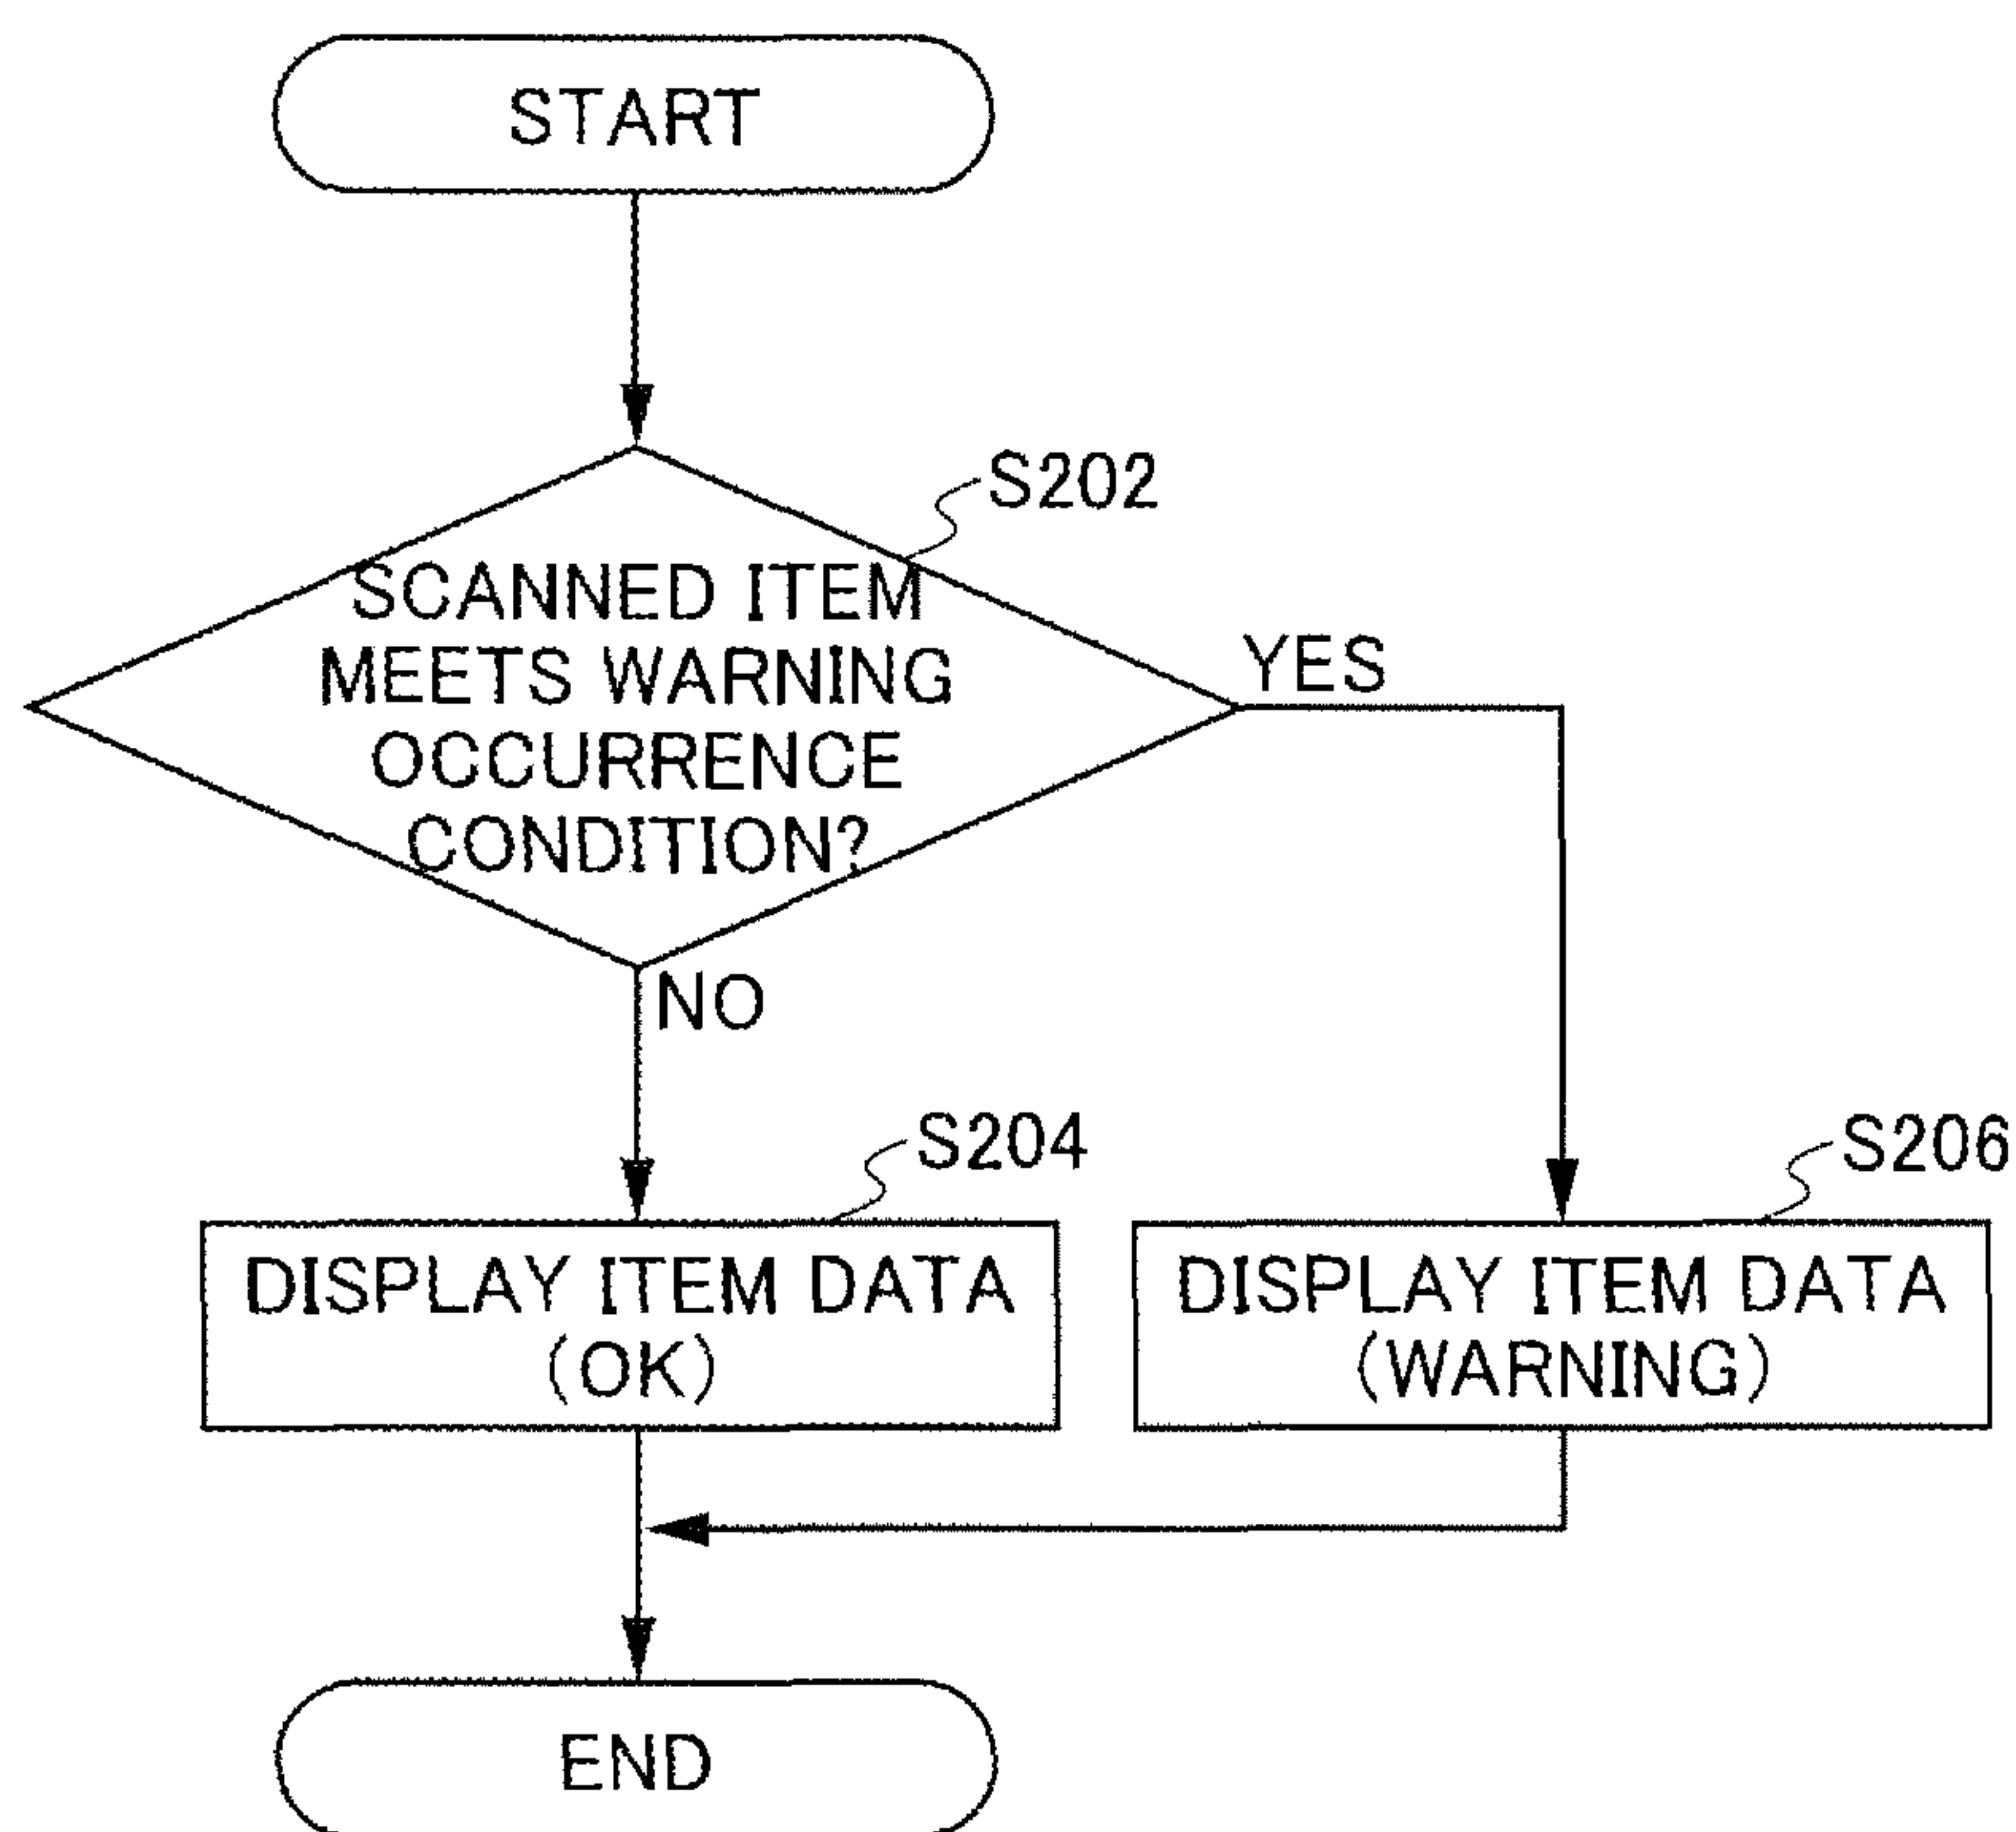 START
S202
SCANNED ITEM
MEETS WARNING
OCCURRENCE
CONDITION?
YES
NO
S204
DISPLAY ITEM DATA
(OK)
S206
DISPLAY ITEM DATA
(WARNING)
END